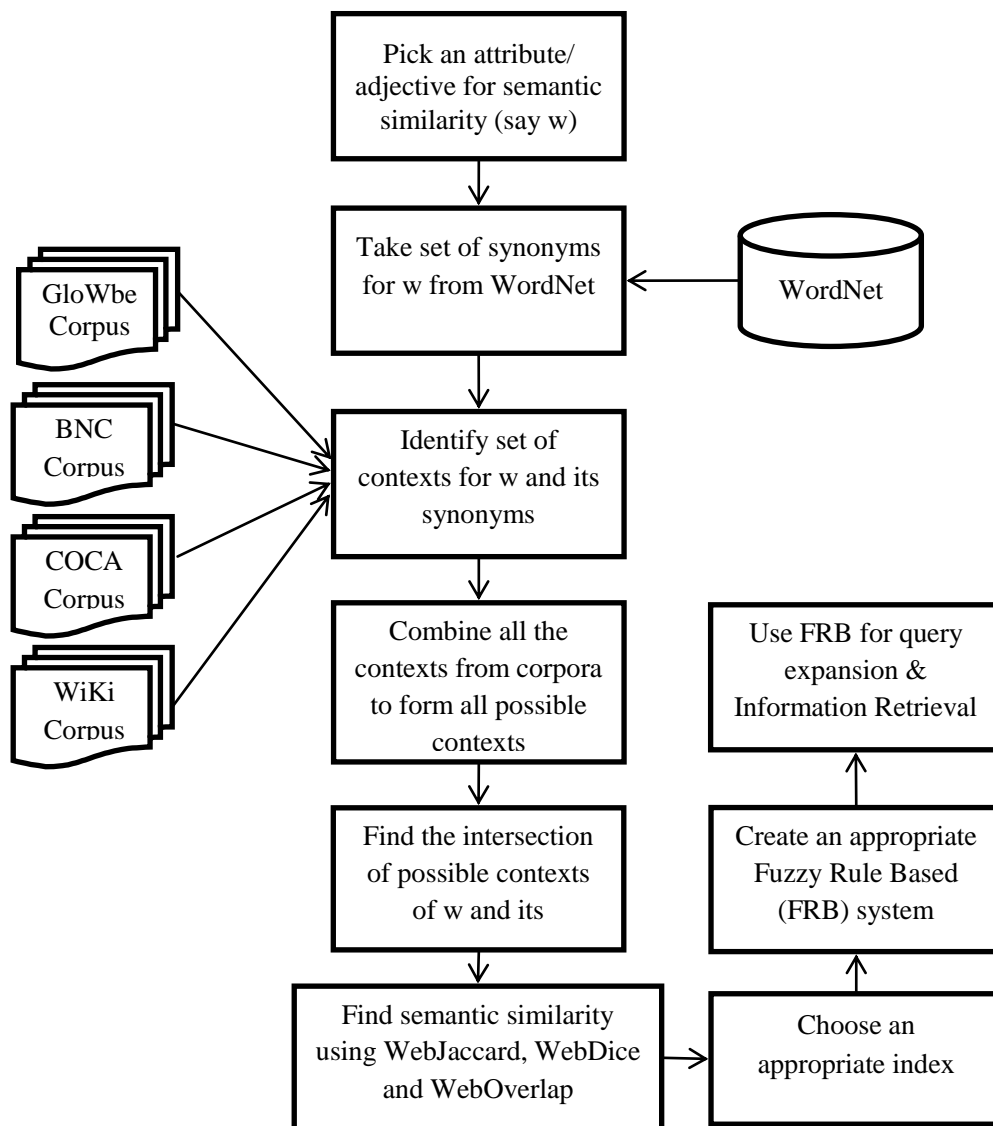 Pick an attribute/
adjective for semantic
similarity (say w)
Take set of synonyms
for w from WordNet
WordNet
GloWbe
Corpus
BNC
Corpus
COCA
Corpus
WiKi
Corpus
Identify set of
contexts for w and its
synonyms
Combine all the
contexts from corpora
to form all possible
contexts
Find the intersection
of possible contexts
of w and its
Find semantic similarity
using WebJaccard, WebDice
and WebOverlap
Choose an
appropriate index
Create an appropriate
Fuzzy Rule Based
(FRB) system
Use FRB for query
expansion &
Information Retrieval